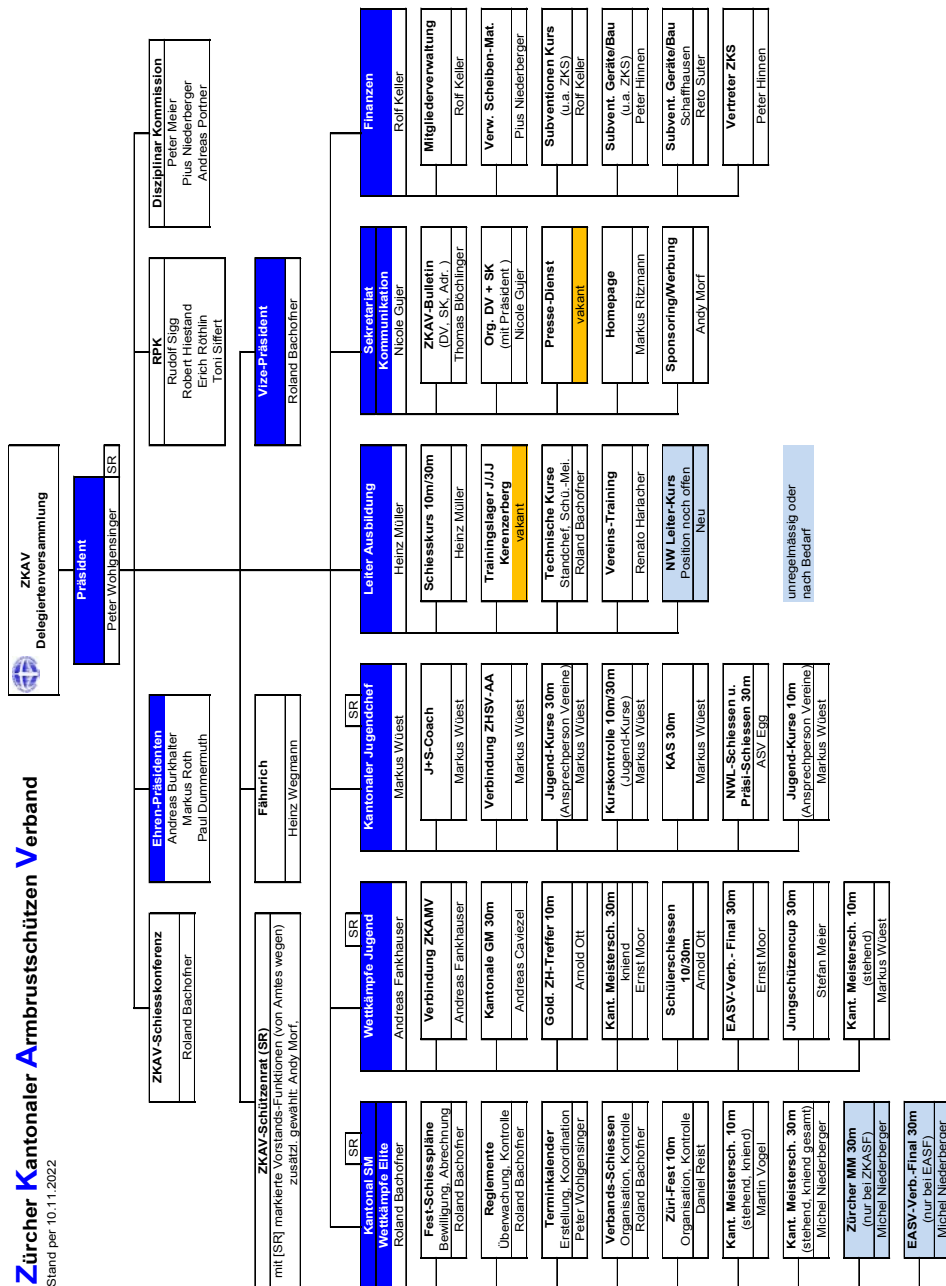 Zürcher Kantonaler Armbrustschützen Verband
Stand per 10.11.2022
ZKAV
Delegiertenversammlung
Präsident
Peter Wohlgensinger
SR
ZKAV-Schiesskonferenz
Roland Bachofner
Ehren-Präsidenten
Andreas Burkhalter
Markus Roth
Paul Dummermuth
RPK
Rudolf Sigg
Robert Hiestand
Erich Röthlin
Toni Siffert
Disziplinar Kommission
Peter Meier
Pius Niederberger
Andreas Portner
ZKAV-Schützenrat (SR)
mit [SR] markierte Vorstands-Funktionen (von Amtes wegen)
zusätzl. gewählt: Andy Morf,
Fähnrich
Heinz Wegmann
Vize-Präsident
Roland Bachofner
SR
Kantonal SM
Wettkämpfe Elite
Roland Bachofner
Fest-Schiesspläne
Bewilligung, Abrechnung
Roland Bachofner
Reglemente
Überwachung, Kontrolle
Roland Bachofner
Terminkalender
Erstellung, Koordination
Peter Wohlgensinger
Verbands-Schiessen
Organisation, Kontrolle
Roland Bachofner
Züri-Fest 10m
Organisation, Kontrolle
Daniel Reist
Kant. Meistersch. 10m
(stehend, kniend)
Martin Vogel
Kant. Meistersch. 30m
(stehend, kniend gesamt)
Michel Niederberger
Zürcher MM 30m
(nur bei ZKASF)
Michel Niederberger
EASV-Verb.-Final 30m
(nur bei EASF)
Michel Niederberger
SR
Wettkämpfe Jugend
Andreas Fankhauser
Verbindung ZKAMV
Andreas Fankhauser
Kantonale GM 30m
Andreas Caviezel
Gold. ZH-Treffer 10m
Arnold Ott
Kant. Meistersch. 30m
kniend
Ernst Moor
Schülerschiessen
10/30m
Arnold Ott
EASV-Verb.- Final 30m
Ernst Moor
Jungschützencup 30m
Stefan Meier
Kant. Meistersch. 10m
(stehend)
Markus Wüest
SR
Kantonaler Jugendchef
Markus Wüest
J+S-Coach
Markus Wüest
Verbindung ZHSV-AA
Markus Wüest
Jugend-Kurse 30m
(Ansprechperson Vereine)
Markus Wüest
Kurskontrolle 10m/30m
(Jugend-Kurse)
Markus Wüest
KAS 30m
Markus Wüest
NWL-Schiessen u.
Präsi-Schiessen 30m
ASV Egg
Jugend-Kurse 10m
(Ansprechperson Vereine)
Markus Wüest
Leiter Ausbildung
Heinz Müller
Schiesskurs 10m/30m
Heinz Müller
Trainingslager J/JJ
Kerenzerberg
vakant
Technische Kurse
Standchef, Schü.-Mei.
Roland Bachofner
Vereins-Training
Renato Harlacher
NW Leiter-Kurs
Position noch offen
Neu
unregelmässig oder
nach Bedarf
Sekretariat
Kommunikation
Nicole Gujer
ZKAV-Bulletin
(DV, SK, Adr. )
Thomas Blöchlinger
Org. DV + SK
(mit Präsident )
Nicole Gujer
Presse-Dienst
vakant
Homepage
Markus Ritzmann
Sponsoring/Werbung
Andy Morf
Finanzen
Rolf Keller
Mitgliederverwaltung
Rolf Keller
Verw. Scheiben-Mat.
Pius Niederberger
Subventionen Kurs
(u.a. ZKS)
Rolf Keller
Subvent. Geräte/Bau
(u.a. ZKS)
Peter Hinnen
Subvent. Geräte/Bau
Schaffhausen
Reto Suter
Vertreter ZKS
Peter Hinnen